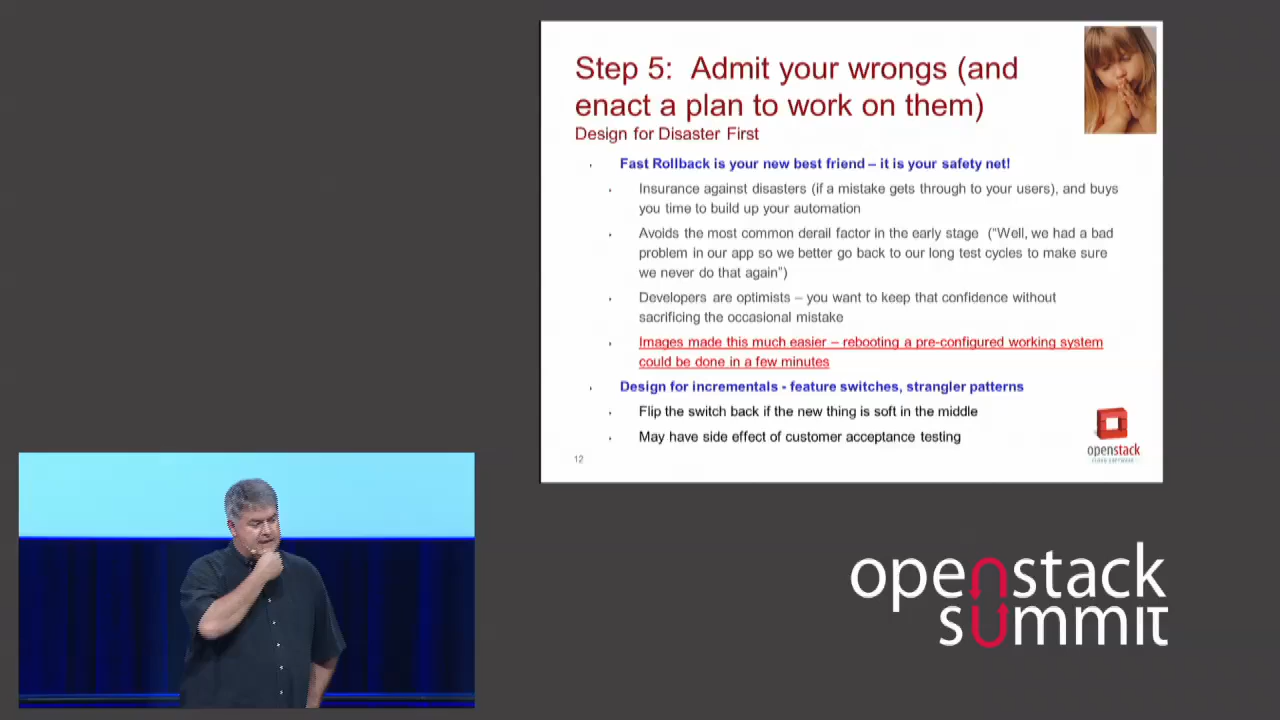 Step 5: Admit your wrongs (and
enact a plan to work on them)
Design for Disaster First
Fast Rollback is your new best friend – it is your safety net!
Insurance against disasters (if a mistake gets through to your users), and buys
you time to build up your automation
Avoids the most common derail factor in the early stage ("Well, we had a bad
problem in our app so we better go back to our long test cycles to make sure
we never do that again")
Developers are optimists – you want to keep that confidence without
sacrificing the occasional mistake
Images made this much easier – rebooting a pre-configured working system
could be done in a few minutes
Design for incrementals - feature switches, strangler patterns
Flip the switch back if the new thing is soft in the middle
May have side effect of customer acceptance testing
12
openstack
CLOUD SOFTWARE
openstack
summit